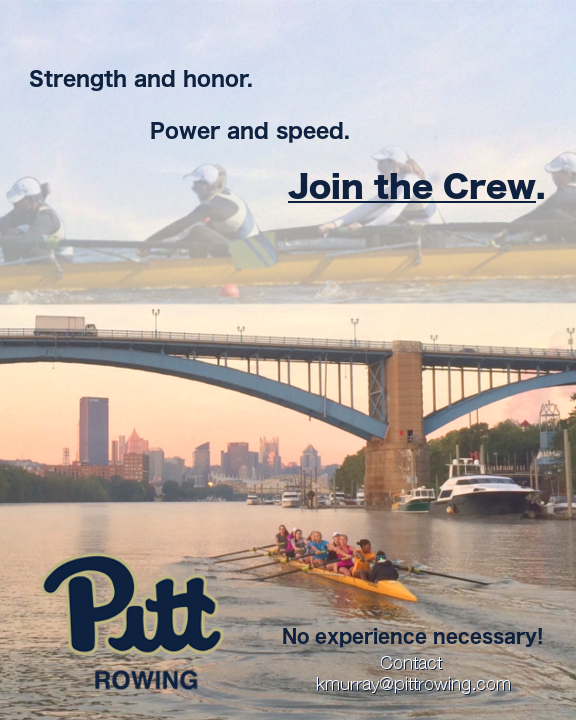 Strength and honor.
Power and speed.
Join the Crew.
Pitt
ROWING
No experience necessary!
Contact
kmurray@pittrowing.com